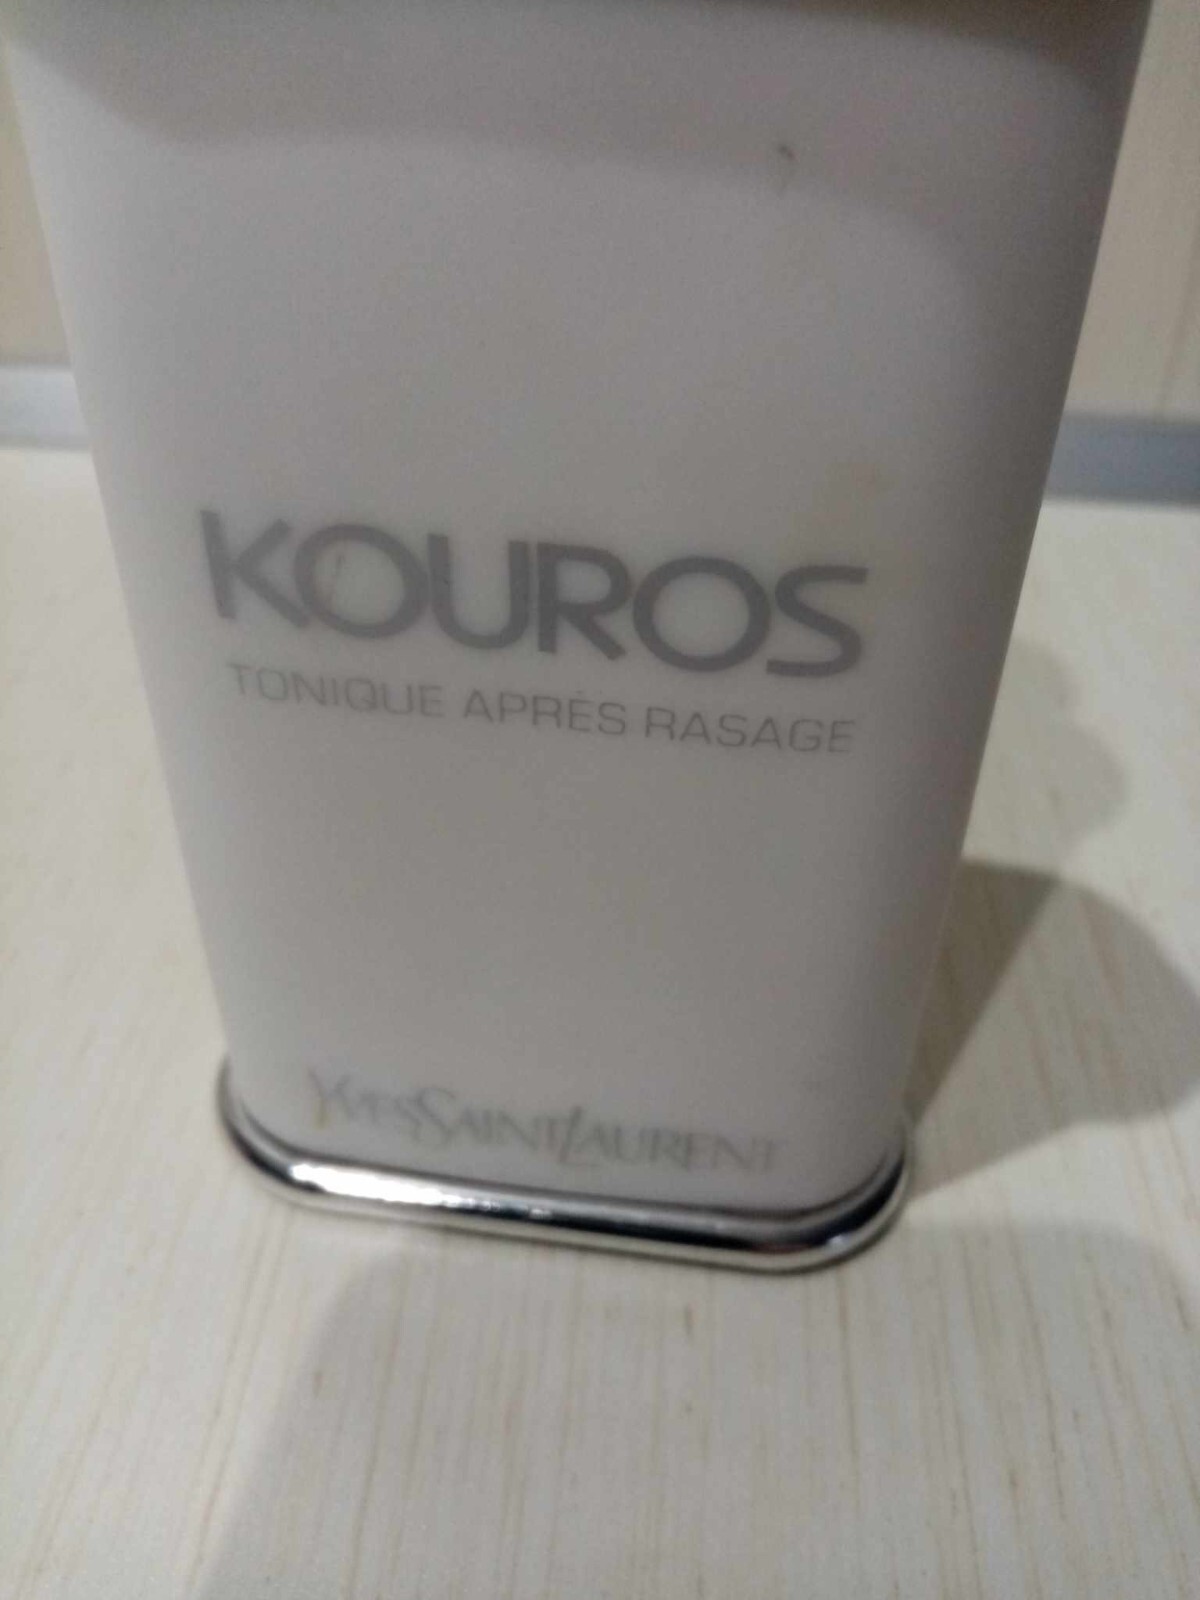 KOUROS
TONIQUE APRÈS RASAGE
YVESSAINTLAURENT